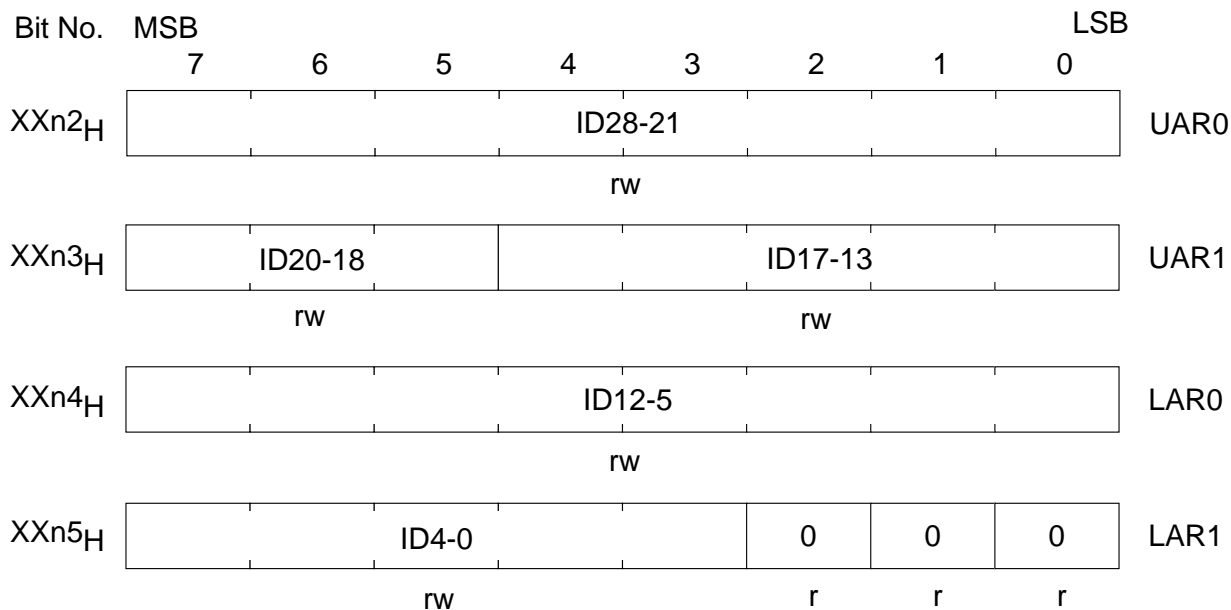 Bit No. MSB LSB
7 6 5 4 3 2 1 0
XXn2H ID28-21 UAR0
rw
XXn3H ID20-18 ID17-13 UAR1
rw rw
XXn4H ID12-5 LAR0
rw
XXn5H ID4-0 0 0 0 LAR1
rw r r r